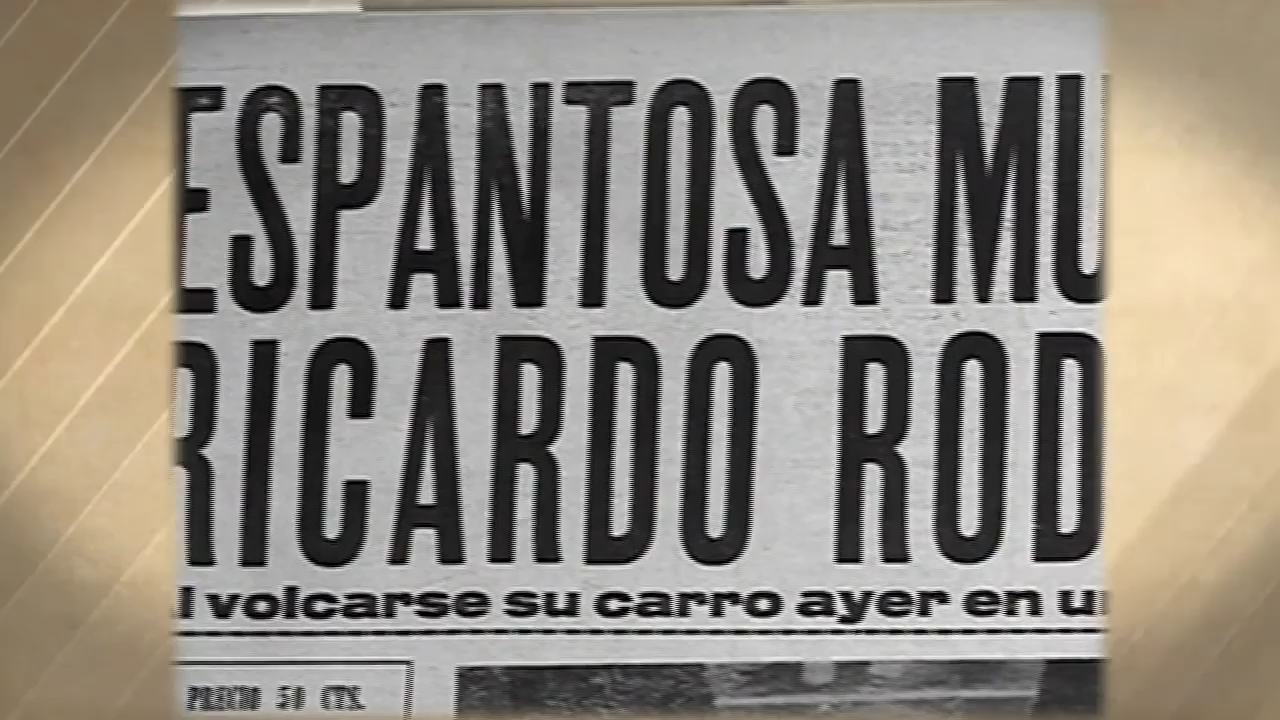 ESPANTOSA MU
RICARDO ROD
l volcarse su carro ayer en u
PRECIO 50 CTS.